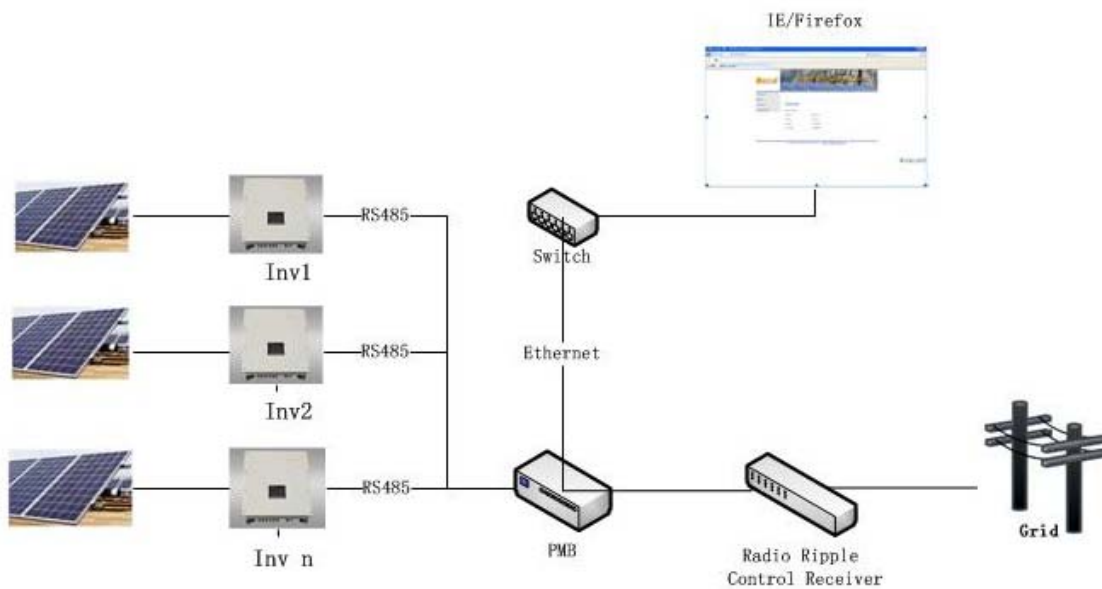 IE/Firefox
RS485
Switch
Inv1
RS485
Ethernet
Inv2
RS485
Grid
PMB
Inv n
Radio Ripple
Control Receiver